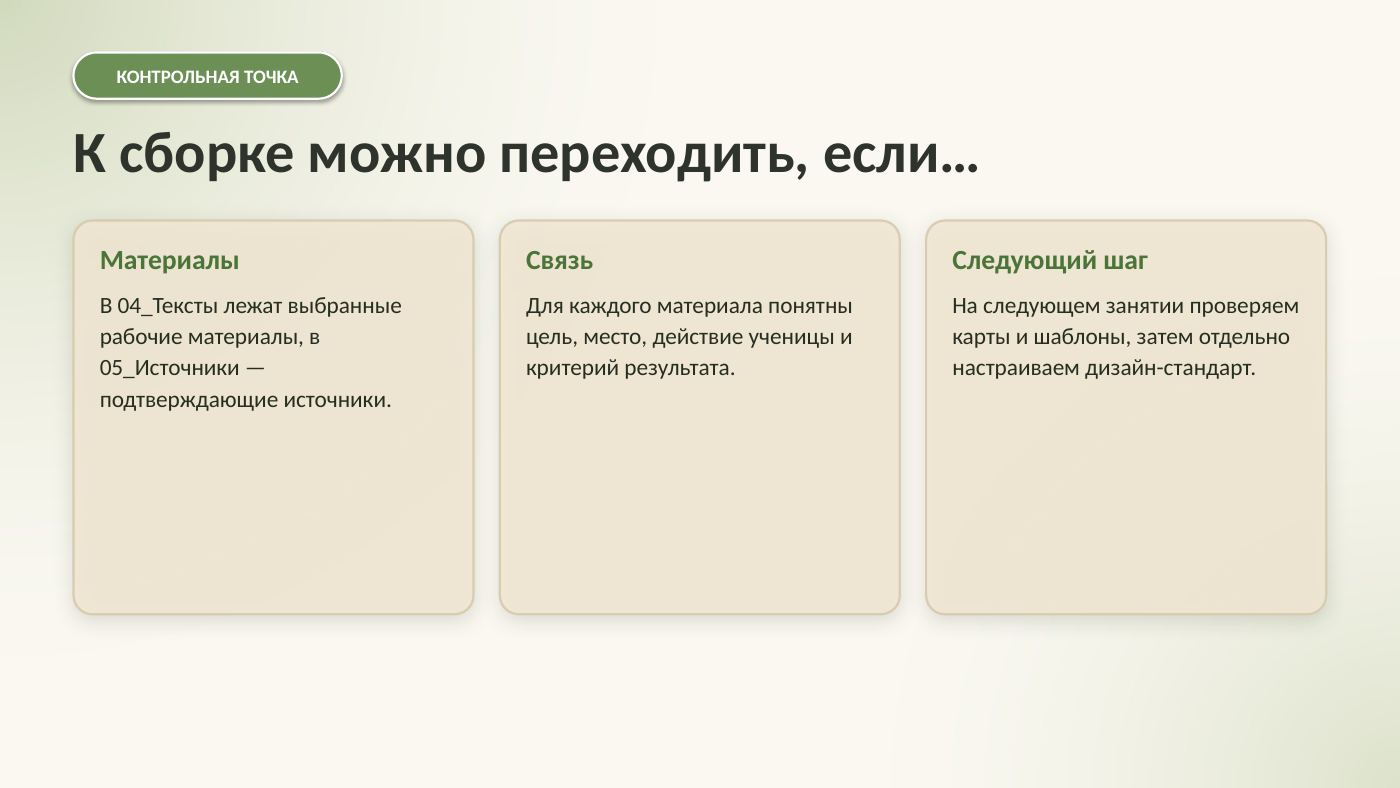 КОНТРОЛЬНАЯ ТОЧКА
К сборке можно переходить, если…
Материалы
В 04_Тексты лежат выбранные
рабочие материалы, в
05_Источники —
подтверждающие источники.
Связь
Для каждого материала понятны
цель, место, действие ученицы и
критерий результата.
Следующий шаг
На следующем занятии проверяем
карты и шаблоны, затем отдельно
настраиваем дизайн-стандарт.